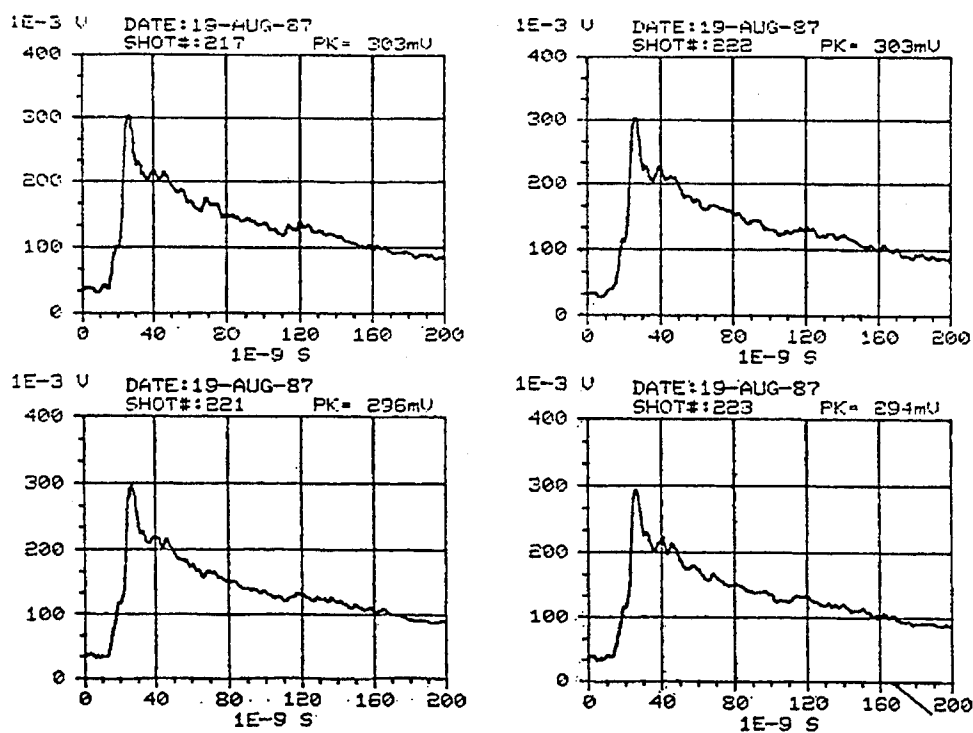 1E-3 V DATE:19-AUG-87
SHOT#:217 PK= 303mV
400
300
200
100
0
0 40 80 120 160 200
1E-9 S
1E-3 V DATE:19-AUG-87
SHOT#:222 PK= 303mV
400
300
200
100
0
0 40 80 120 160 200
1E-9 S
1E-3 V DATE:19-AUG-87
SHOT#:221 PK= 296mV
400
300
200
100
0
0 40 80 120 160 200
1E-9 S
1E-3 V DATE:19-AUG-87
SHOT#:223 PK= 294mV
400
300
200
100
0
0 40 80 120 160 200
1E-9 S